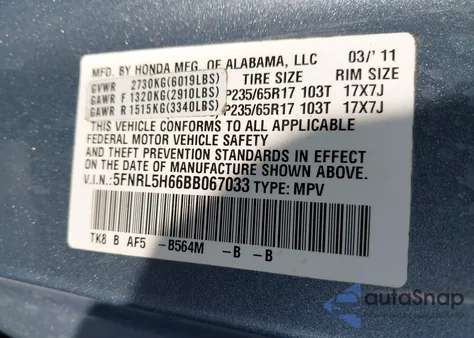 MFD. BY HONDA MFG. OF ALABAMA, LLC 03/'11
GVWR 2730KG(6019LBS) TIRE SIZE RIM SIZE
GAWR F 1320KG(2910LBS) P235/65R17 103T 17X7J
GAWR R 1515KG(3340LBS) P235/65R17 103T 17X7J
THIS VEHICLE CONFORMS TO ALL APPLICABLE
FEDERAL MOTOR VEHICLE SAFETY, BUMPER,
AND THEFT PREVENTION STANDARDS IN EFFECT
ON THE DATE OF MANUFACTURE SHOWN ABOVE.
V.I.N.:5FNRL5H66BB067033 TYPE: MPV
TK8 B AF5 -B564M -B -B
autoSnap